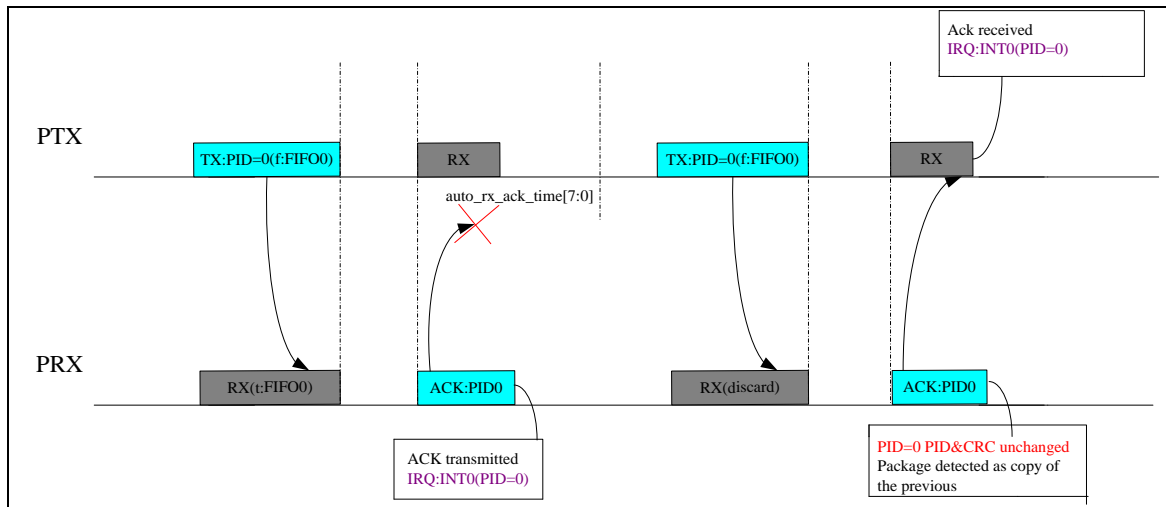 Ack received
IRQ:INT0(PID=0)
PTX
TX:PID=0(f:FIFO0)
RX
TX:PID=0(f:FIFO0)
RX
auto_rx_ack_time[7:0]
PRX
RX(t:FIFO0)
ACK:PID0
RX(discard)
ACK:PID0
ACK transmitted
IRQ:INT0(PID=0)
PID=0 PID&CRC unchanged
Package detected as copy of
the previous